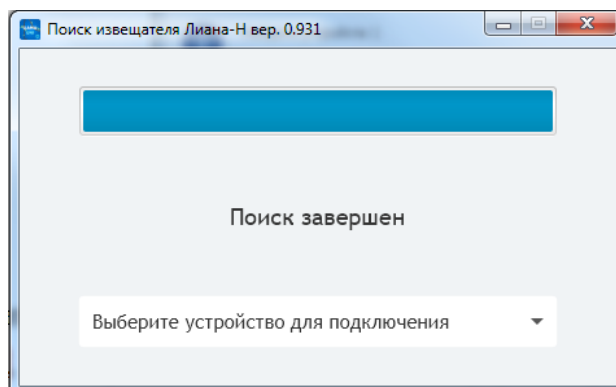 Поиск извещателя Лиана-Н вер. 0.931
Поиск завершен
Выберите устройство для подключения